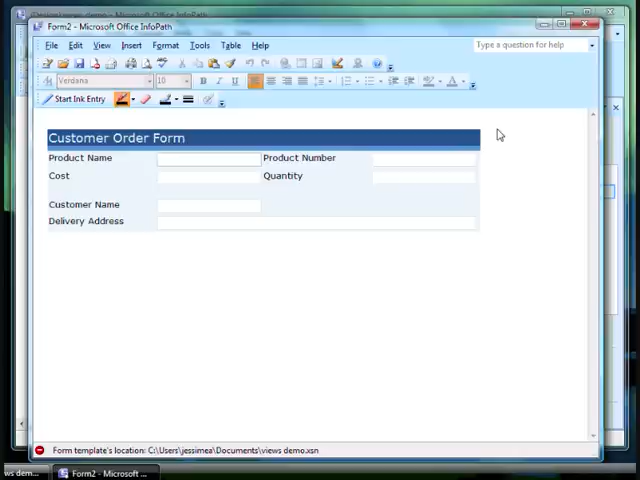 Form2 - Microsoft Office InfoPath
File Edit View Insert Format Tools Table Help
Type a question for help
Verdana 10 B I U
Start Ink Entry
Customer Order Form
Product Name Product Number
Cost Quantity
Customer Name
Delivery Address
Form template's location: C:\Users\jessimea\Documents\views demo.xsn
ws dem... Form2 - Microsoft ...